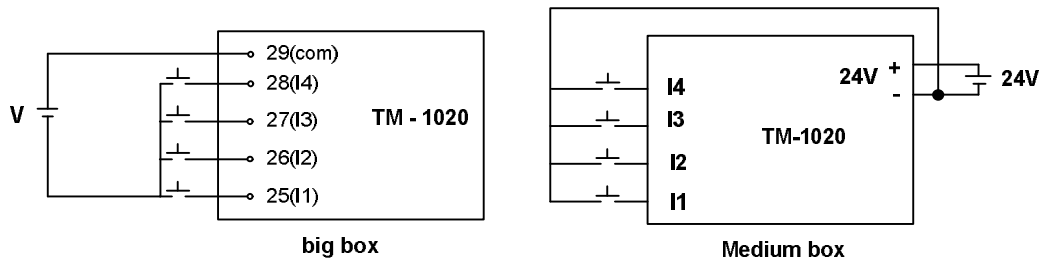 29(com)
28(I4)
27(I3)
26(I2)
25(I1)
V
TM - 1020
big box
I4
I3
I2
I1
24V + -
24V
TM-1020
Medium box